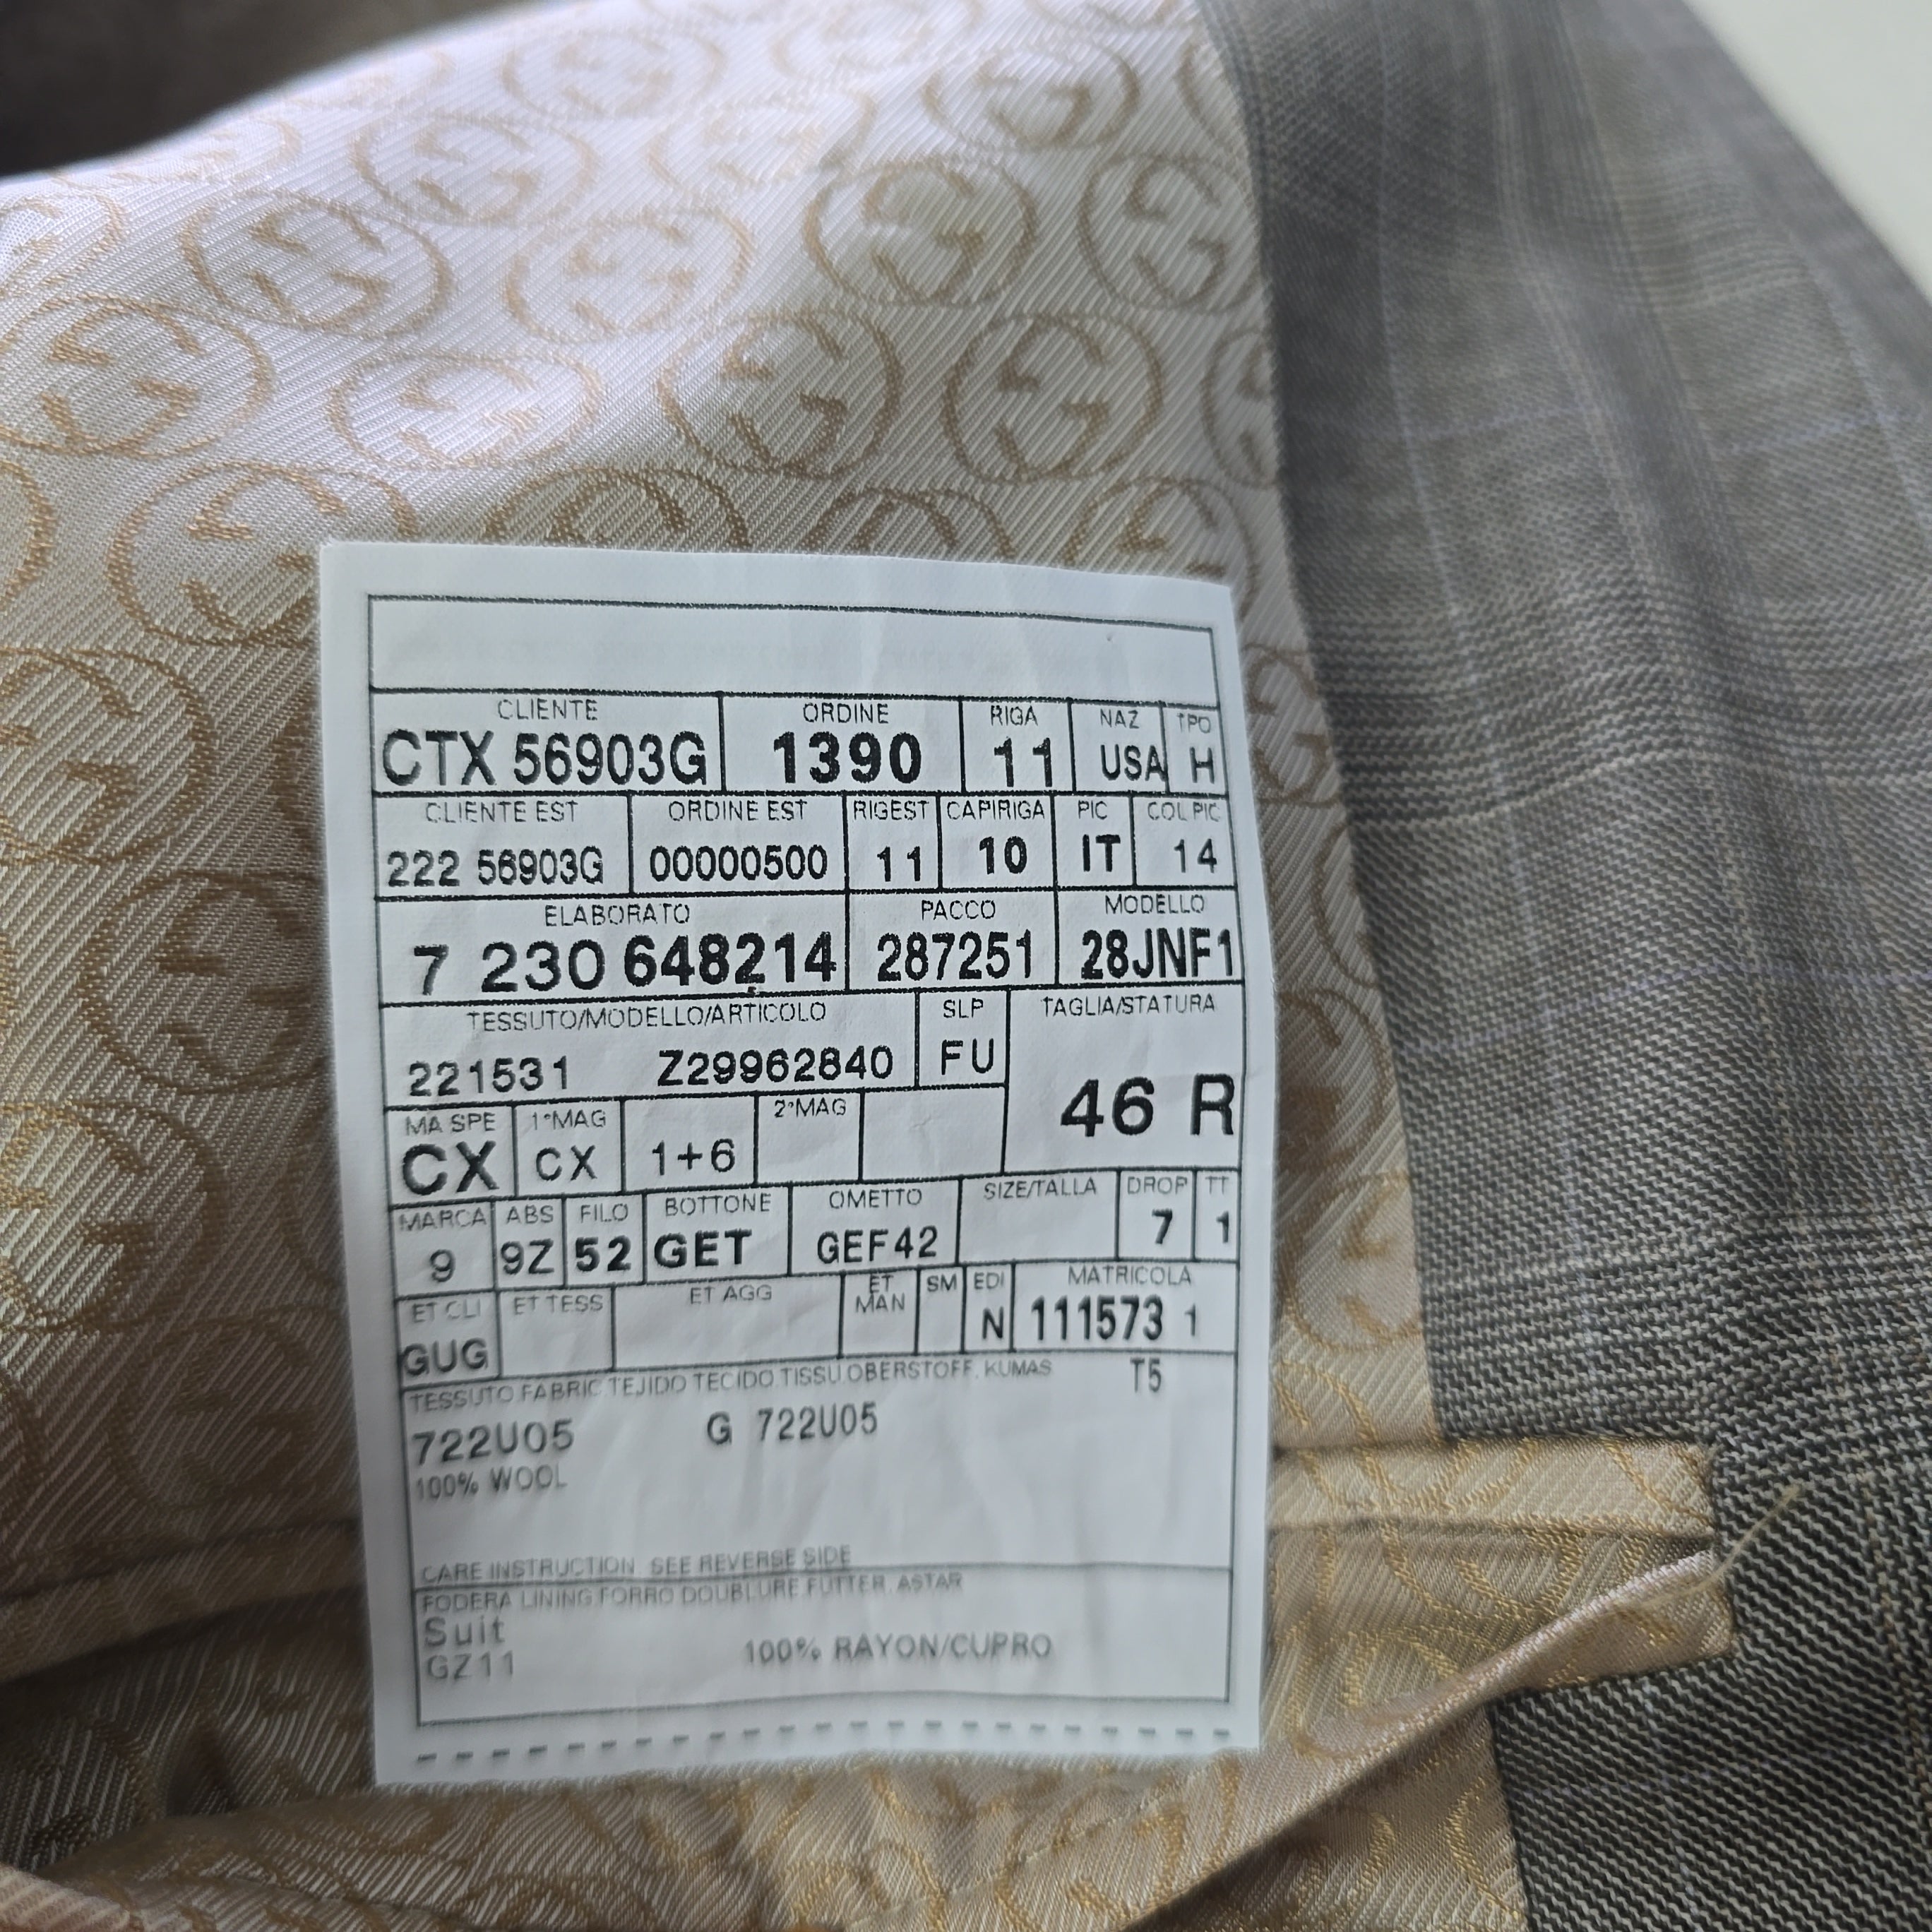 CLIENTE ORDINE RIGA NAZ TPO
CTX 56903G 1390 11 USA H
CLIENTE EST ORDINE EST RIGEST CAPIRIGA PIC COL PIC
222 56903G 00000500 11 10 IT 14
ELABORATO PACCO MODELLO
7 230 648214 287251 28JNF1
TESSUTO/MODELLO/ARTICOLO SLP TAGLIA/STATURA
221531 Z29962840 FU 46 R
MA SPE 1°MAG 2°MAG
CX CX 1+6
MARCA ABS FILO BOTTONE OMETTO SIZE/TALLA DROP TT
9 9Z 52 GET GEF42 7 1
ET CLI ET TESS ET AGG ET MAN SM EDI MATRICOLA
GUG N 111573 1
TESSUTO FABRIC TEJIDO TECIDO TISSU OBERSTOFF, KUMAS T5
722U05 G 722U05
100% WOOL
CARE INSTRUCTION SEE REVERSE SIDE
FODERA LINING FORRO DOUBLURE FUTTER, ASTAR
Suit
GZ11 100% RAYON/CUPRO